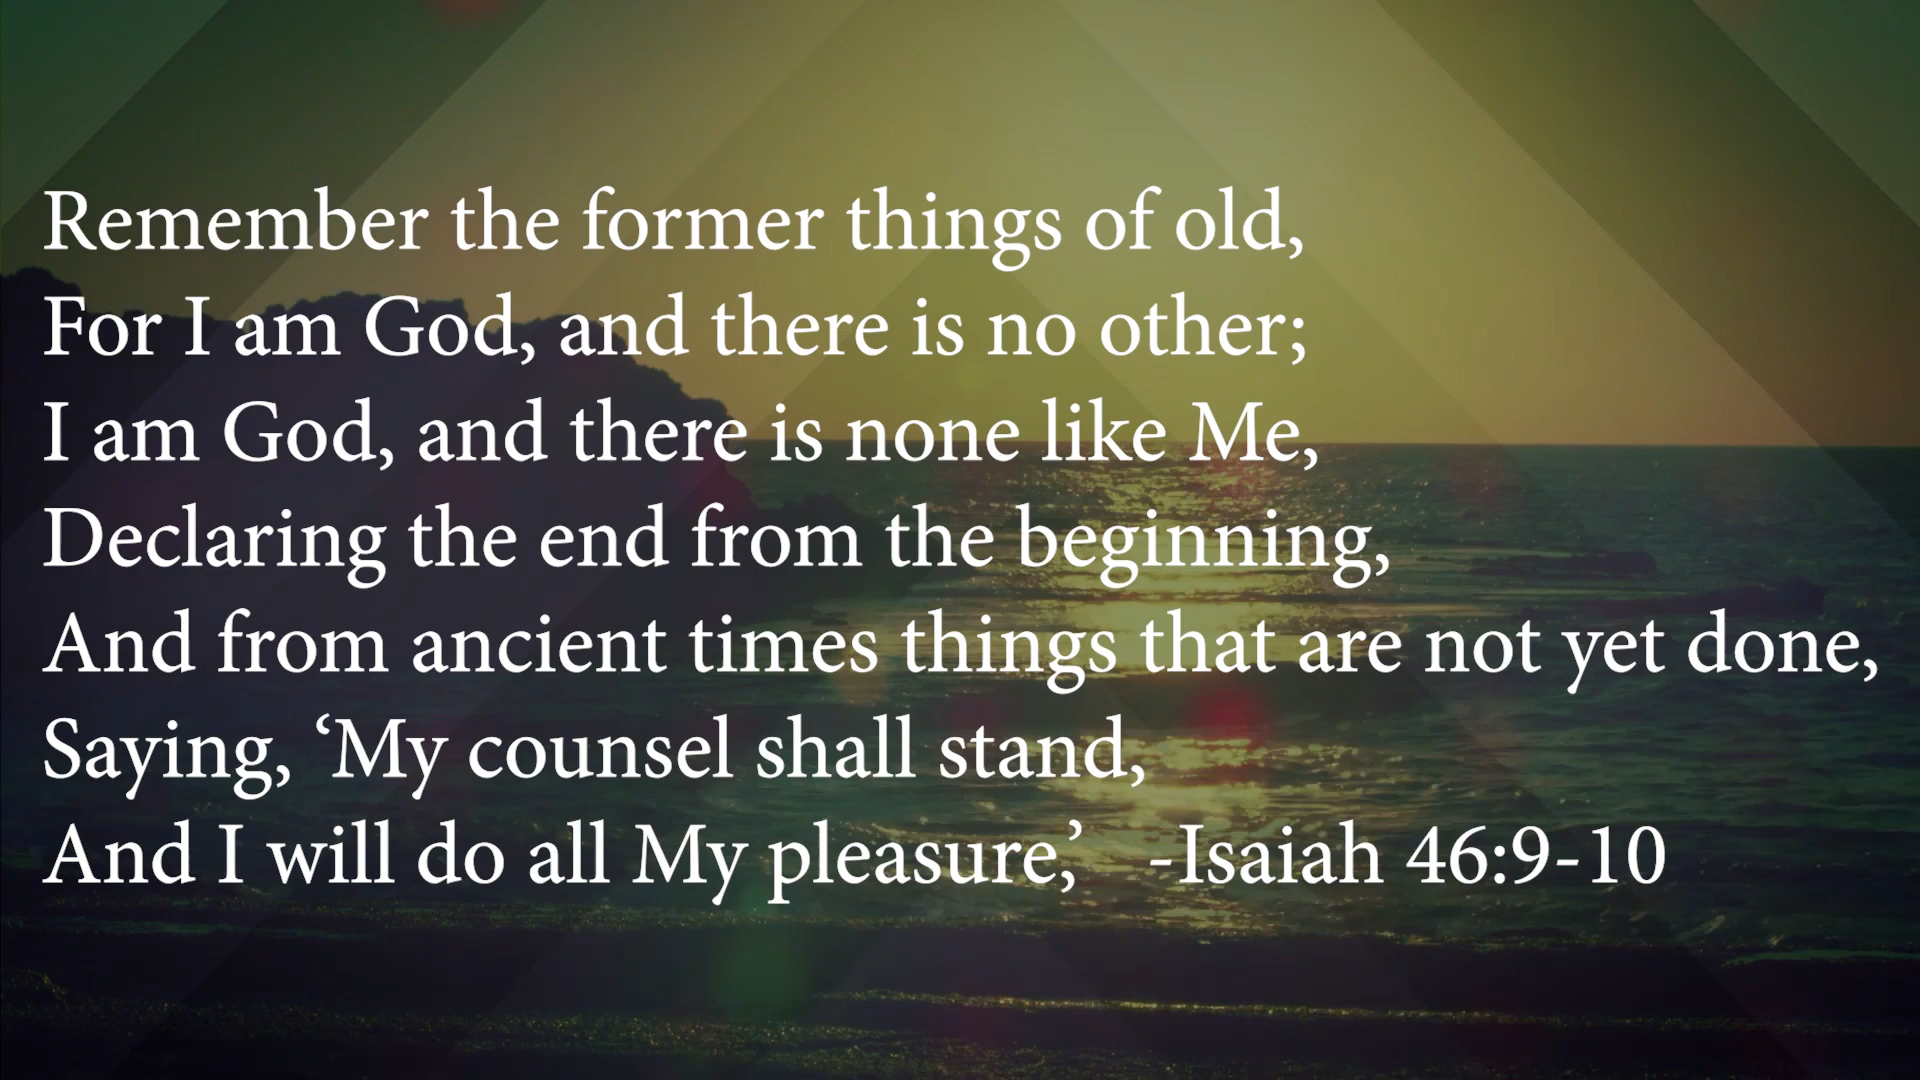 Remember the former things of old,
For I am God, and there is no other;
I am God, and there is none like Me,
Declaring the end from the beginning,
And from ancient times things that are not yet done,
Saying, ‘My counsel shall stand,
And I will do all My pleasure,’ -Isaiah 46:9-10